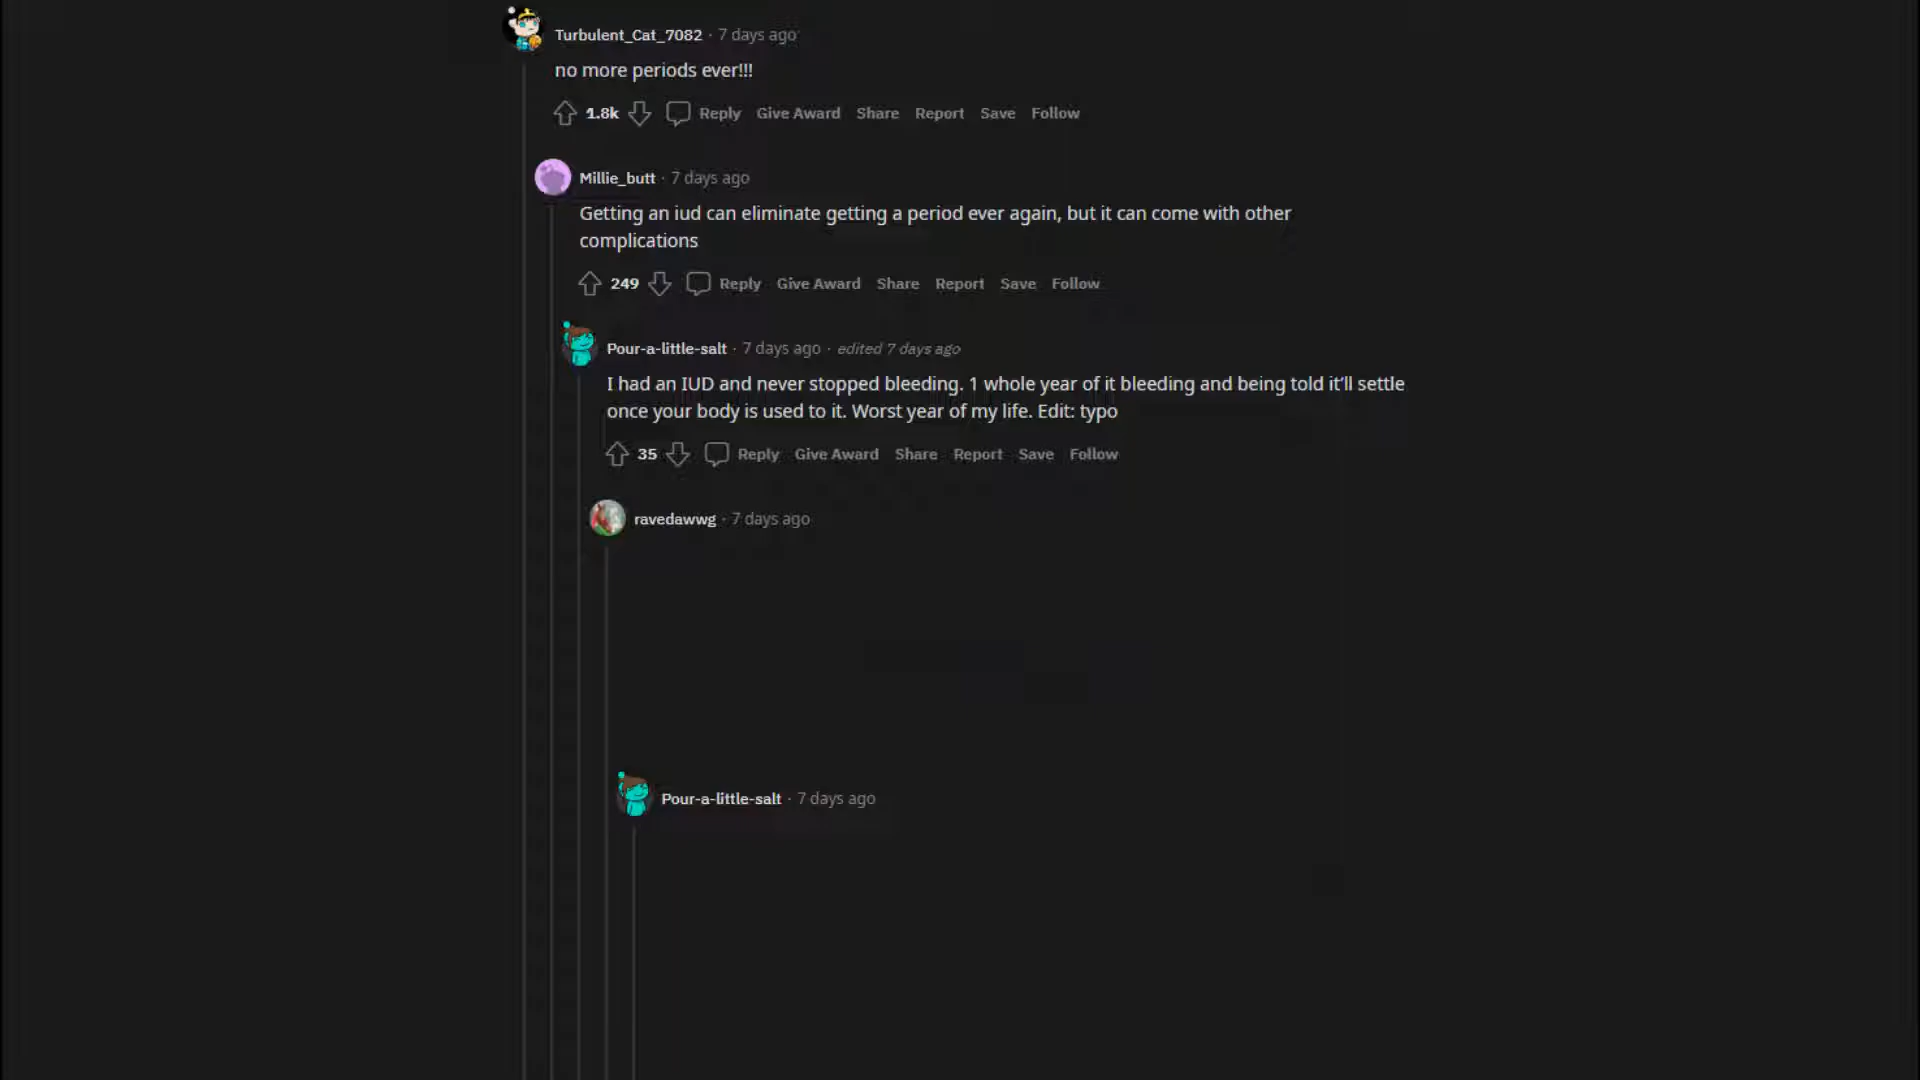 Turbulent_Cat_7082 · 7 days ago
no more periods ever!!!
1.8k Reply Give Award Share Report Save Follow
Millie_butt · 7 days ago
Getting an iud can eliminate getting a period ever again, but it can come with other
complications
249 Reply Give Award Share Report Save Follow
Pour-a-little-salt · 7 days ago · edited 7 days ago
I had an IUD and never stopped bleeding. 1 whole year of it bleeding and being told it’ll settle
once your body is used to it. Worst year of my life. Edit: typo
35 Reply Give Award Share Report Save Follow
ravedawwg · 7 days ago
Pour-a-little-salt · 7 days ago